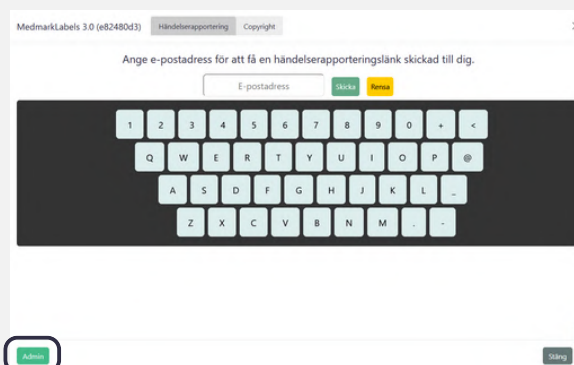 MedmarkLabels 3.0 (e82480d3) Händelserapportering Copyright
Ange e-postadress för att få en händelserapporteringslänk skickad till dig.
E-postadress Skicka Rensa
1 2 3 4 5 6 7 8 9 0 + <
Q W E R T Y U I O P @
A S D F G H J K L _
Z X C V B N M . -
Admin Stäng